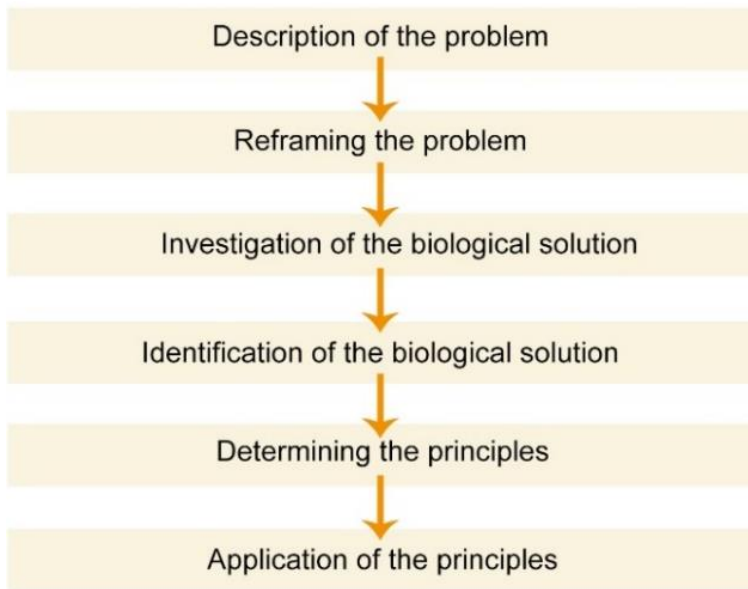 Description of the problem
Reframing the problem
Investigation of the biological solution
Identification of the biological solution
Determining the principles
Application of the principles